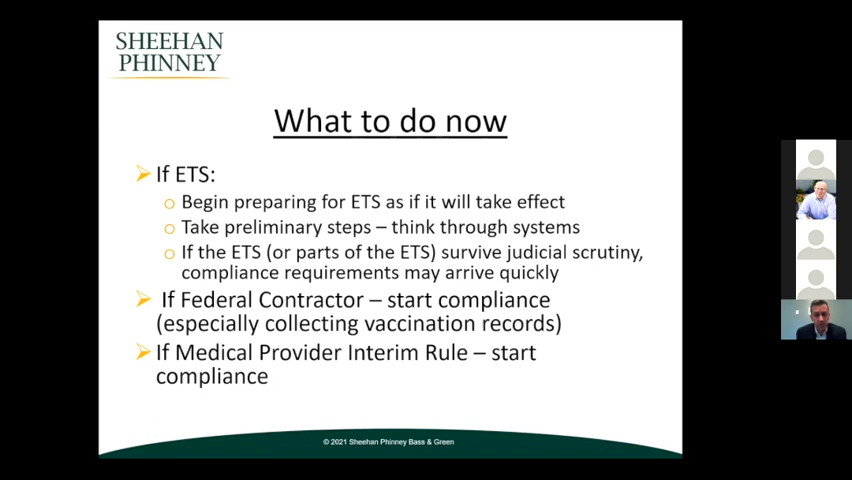 SHEEHAN
PHINNEY
What to do now
If ETS:
Begin preparing for ETS as if it will take effect
Take preliminary steps – think through systems
If the ETS (or parts of the ETS) survive judicial scrutiny,
compliance requirements may arrive quickly
If Federal Contractor – start compliance
(especially collecting vaccination records)
If Medical Provider Interim Rule – start
compliance
© 2021 Sheehan Phinney Bass & Green